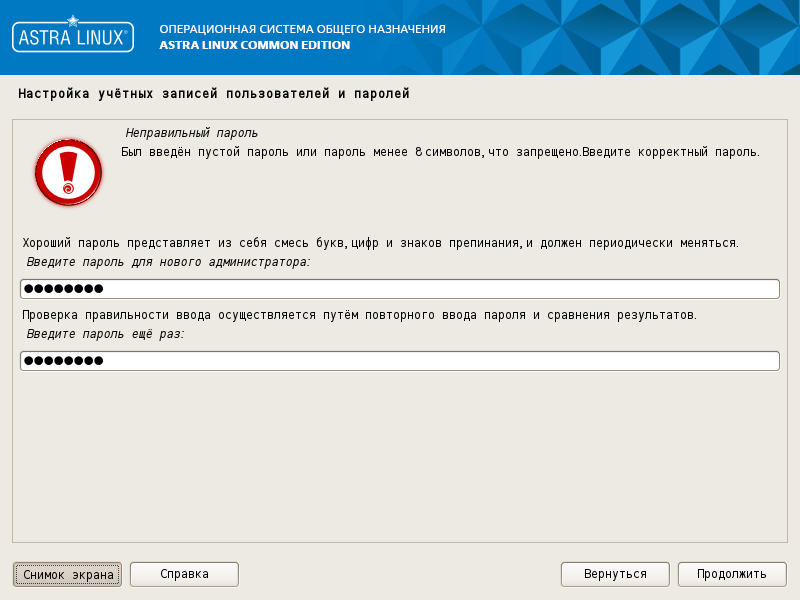 ASTRA LINUX®
ОПЕРАЦИОННАЯ СИСТЕМА ОБЩЕГО НАЗНАЧЕНИЯ
ASTRA LINUX COMMON EDITION
Настройка учётных записей пользователей и паролей
Неправильный пароль
Был введён пустой пароль или пароль менее 8 символов, что запрещено.Введите корректный пароль.
Хороший пароль представляет из себя смесь букв, цифр и знаков препинания, и должен периодически меняться.
Введите пароль для нового администратора:
●●●●●●●●
Проверка правильности ввода осуществляется путём повторного ввода пароля и сравнения результатов.
Введите пароль ещё раз:
●●●●●●●●
Снимок экрана
Справка
Вернуться
Продолжить